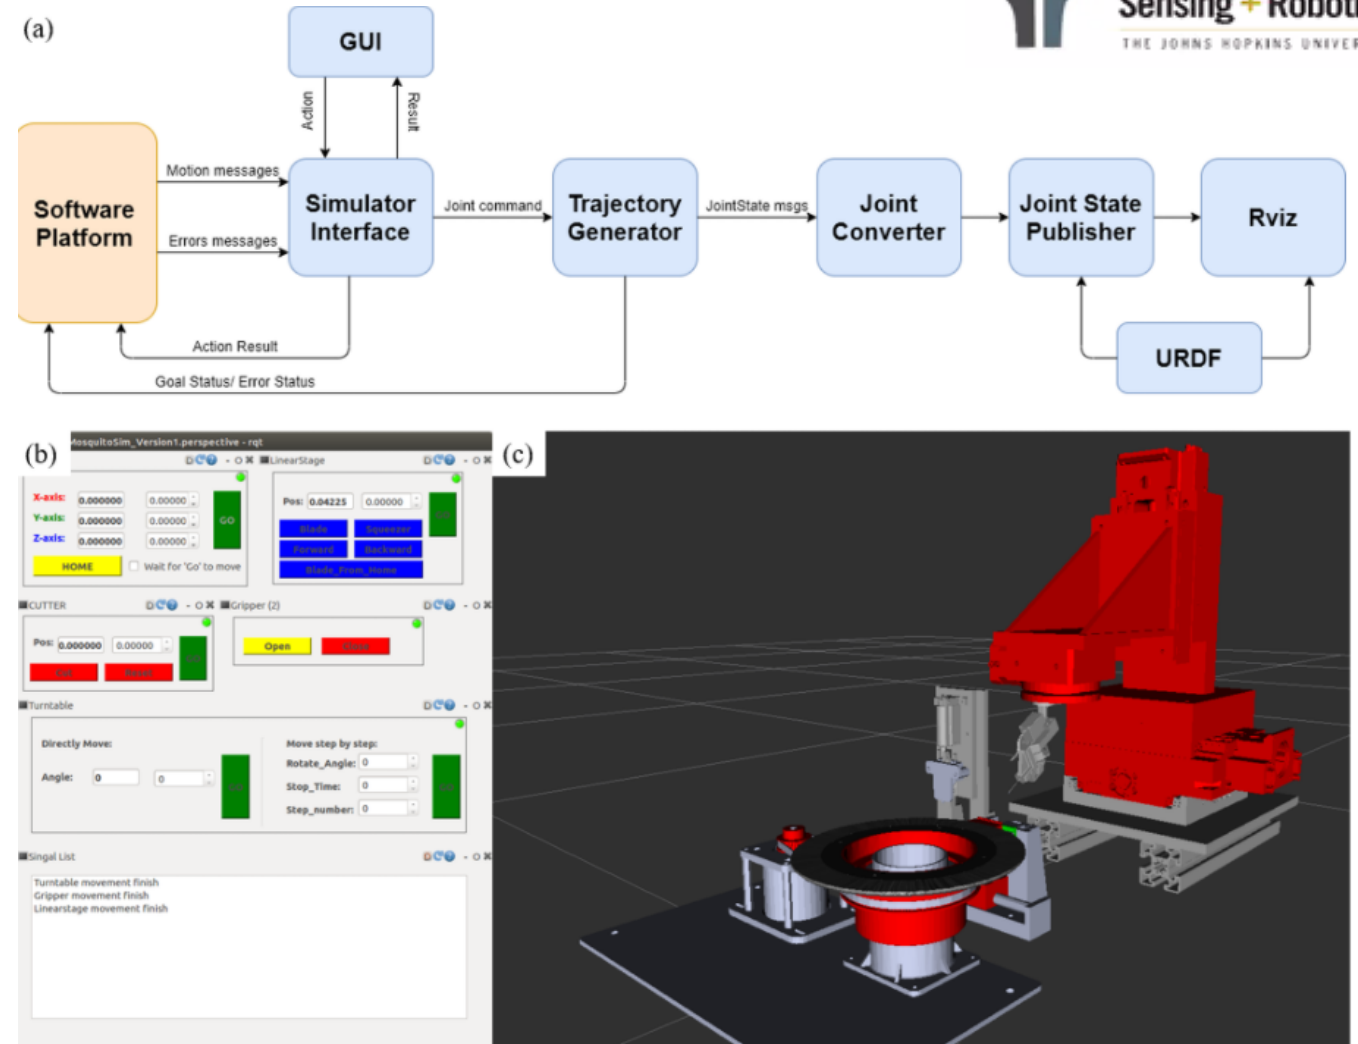 (a)
Sensing + Roboti
THE JOHNS HOPKINS UNIVER
GUI
Action
Result
Software
Platform
Motion messages
Errors messages
Simulator
Interface
Joint command
Trajectory
Generator
JointState msgs
Joint
Converter
Joint State
Publisher
Rviz
Action Result
Goal Status/ Error Status
URDF
(b)
MosquitoSim_Version1.perspective - rqt
(c)
LinearStage
X-axis: 0.000000 0.00000
Y-axis: 0.000000 0.00000
Z-axis: 0.000000 0.00000
GO
HOME
Wait for 'Go' to move
Pos: 0.04225 0.00000
Blade Squeezer
Forward Backward
Blade_From_Home
CUTTER
Gripper (2)
Pos: 0.000000 0.00000
Open
Turntable
Directly Move:
Angle: 0 0
Move step by step:
Rotate_Angle: 0
Stop_Time: 0
Step_number: 0
Singal List
Turntable movement finish
Gripper movement finish
Linearstage movement finish